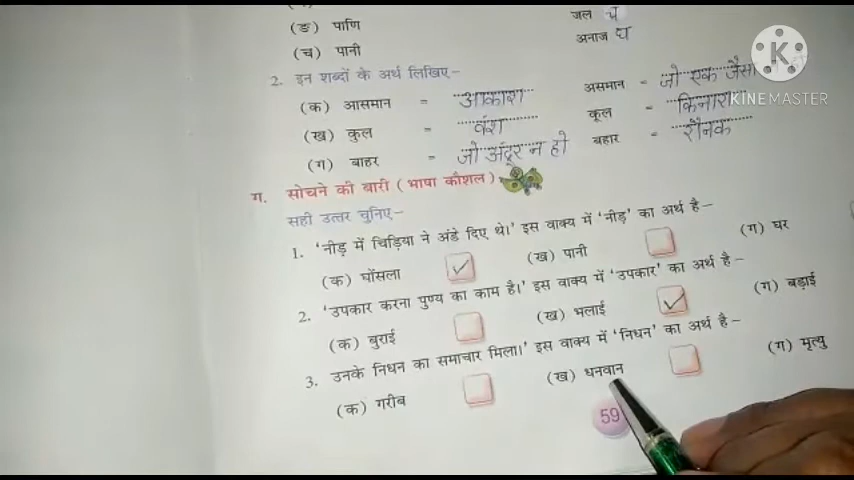 (ङ) पाणि जल च
(च) पानी अनाज घ
2. इन शब्दों के अर्थ लिखिए–
(क) आसमान = आकाश असमान = जो एक जैसा
(ख) कुल = वंश कूल = किनारा
(ग) बाहर = जो अंदर न हो बहार = रौनक
KINEMASTER
ग. सोचने की बारी (भाषा कौशल)
सही उत्तर चुनिए–
1. 'नीड़ में चिड़िया ने अंडे दिए थे।' इस वाक्य में 'नीड़' का अर्थ है–
(क) घोंसला ✓ (ख) पानी (ग) घर
2. 'उपकार करना पुण्य का काम है।' इस वाक्य में 'उपकार' का अर्थ है–
(क) बुराई (ख) भलाई ✓ (ग) बड़ाई
3. उनके निधन का समाचार मिला।' इस वाक्य में 'निधन' का अर्थ है–
(क) गरीब (ख) धनवान (ग) मृत्यु
59